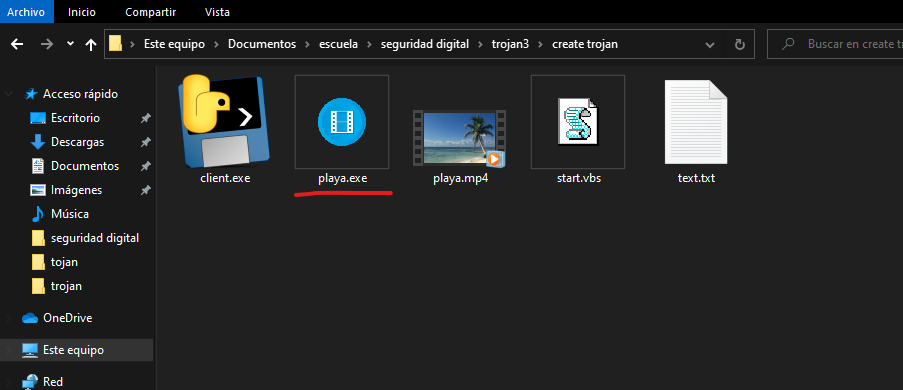 Archivo Inicio Compartir Vista
Este equipo Documentos escuela seguridad digital trojan3 create trojan
Buscar en create tr
Acceso rápido
Escritorio
Descargas
Documentos
Imágenes
Música
seguridad digital
tojan
trojan
OneDrive
Este equipo
Red
client.exe playa.exe playa.mp4 start.vbs text.txt